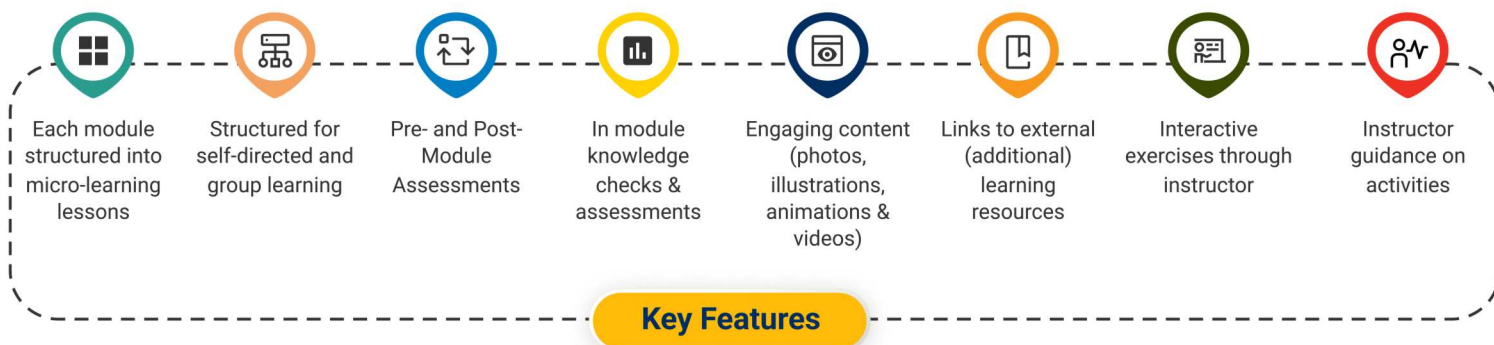 Each module
structured into
micro-learning
lessons
Structured for
self-directed and
group learning
Pre- and Post-
Module
Assessments
In module
knowledge
checks &
assessments
Engaging content
(photos,
illustrations,
animations &
videos)
Links to external
(additional)
learning
resources
Interactive
exercises through
instructor
Instructor
guidance on
activities
Key Features